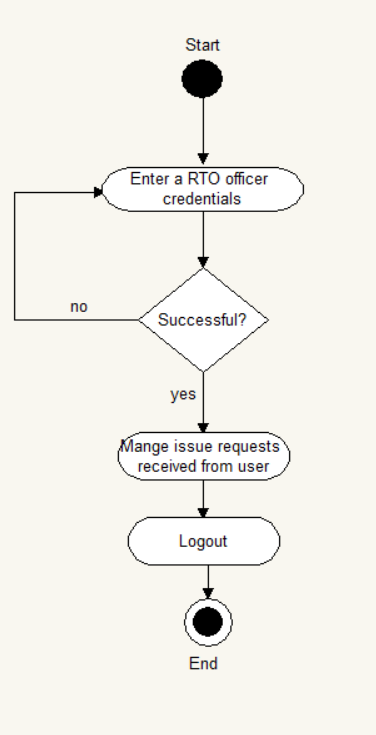 Start
Enter a RTO officer
credentials
Successful?
no
yes
Mange issue requests
received from user
Logout
End